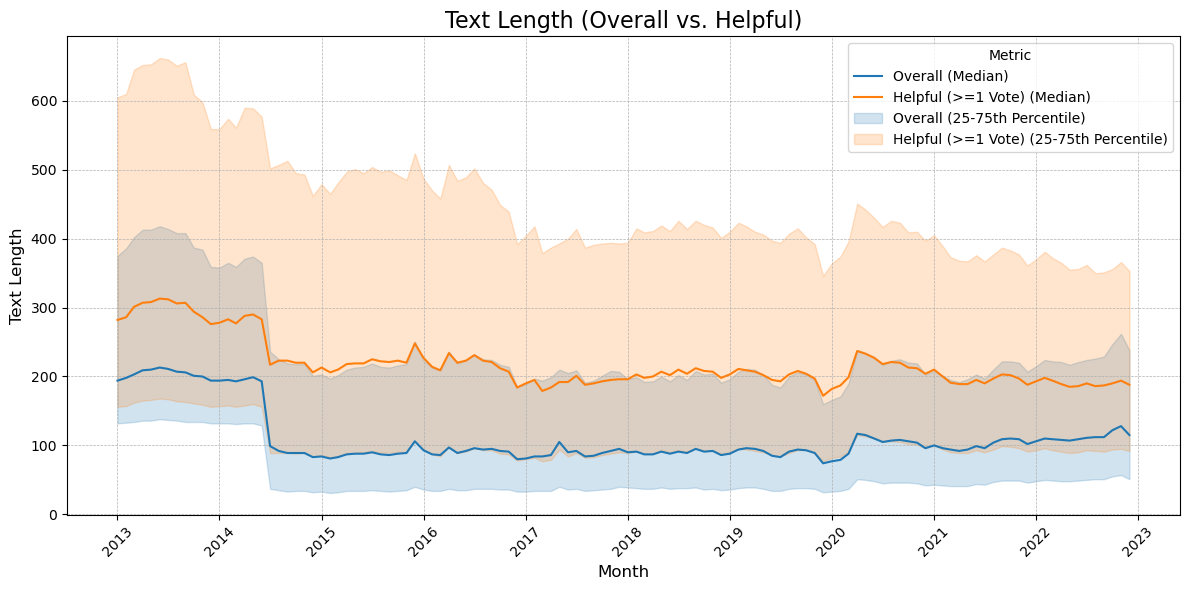 Text Length (Overall vs. Helpful)
Metric
Overall (Median)
Helpful (>=1 Vote) (Median)
Overall (25-75th Percentile)
Helpful (>=1 Vote) (25-75th Percentile)
Text Length
600
500
400
300
200
100
0
2013
2014
2015
2016
2017
2018
2019
2020
2021
2022
2023
Month